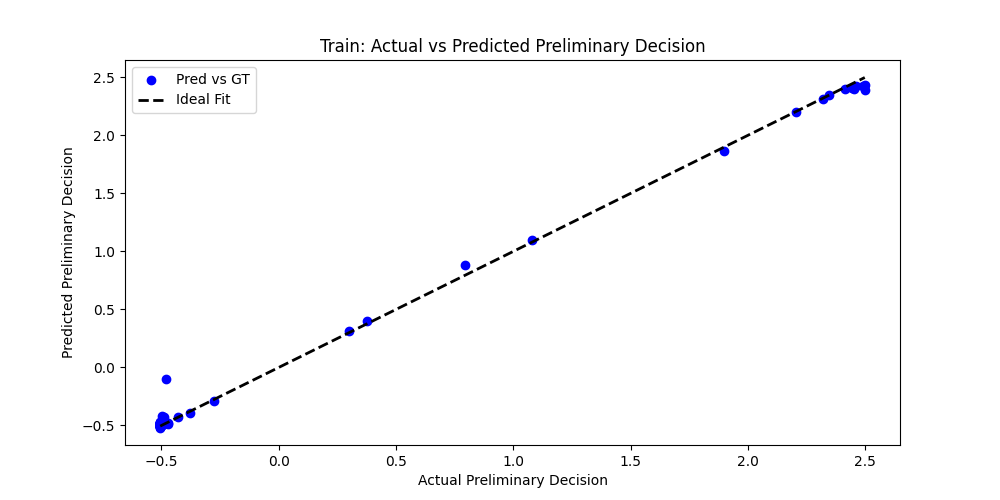 Train: Actual vs Predicted Preliminary Decision
Pred vs GT
Ideal Fit
Predicted Preliminary Decision
2.5
2.0
1.5
1.0
0.5
0.0
−0.5
−0.5 0.0 0.5 1.0 1.5 2.0 2.5
Actual Preliminary Decision